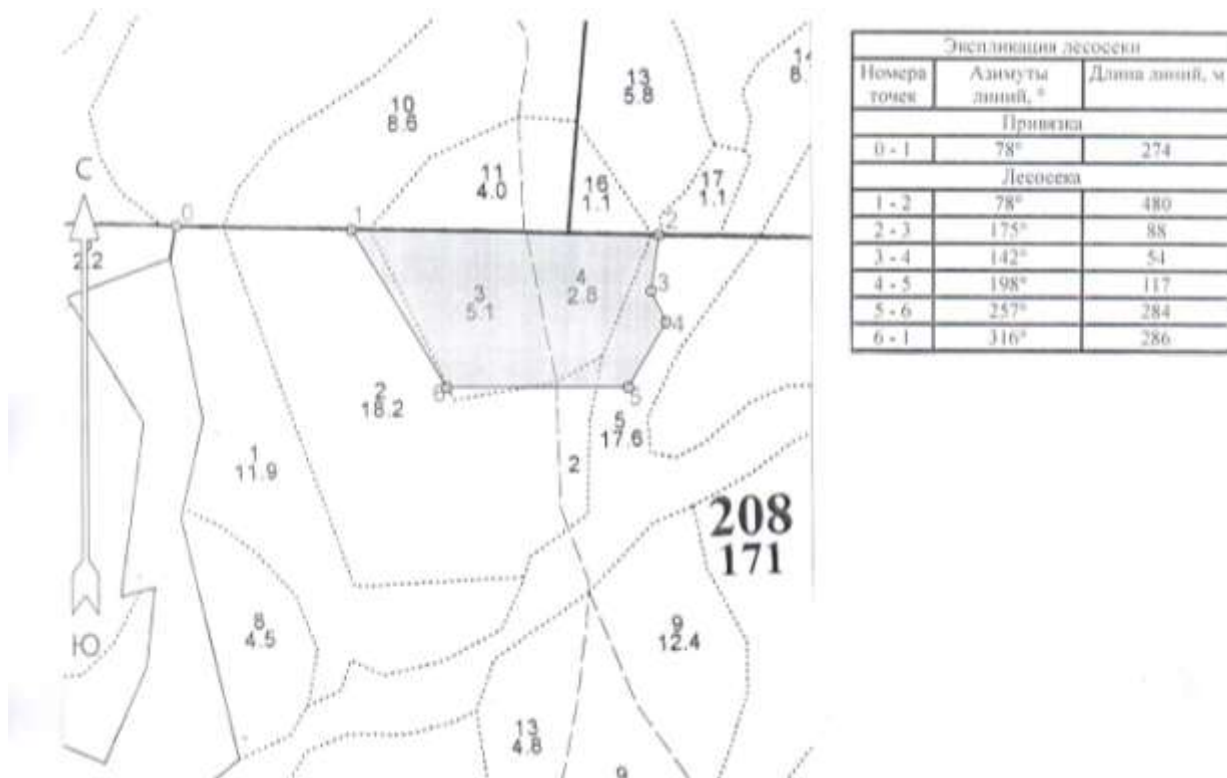 10
8.6
13
5.8
14
8.
С
11
4.0
16
1.1
17
1.1
0
1
2
2.2
3
5.1
4
2.8
3
4
6
5
2
18.2
5
17.6
1
11.9
2
208
171
Ю
8
4.5
9
12.4
13
4.8
9
Экспликация лесосеки
Номера точек
Азимуты линий, °
Длина линий, м
Привязка
0 - 1 78° 274
Лесосека
1 - 2 78° 480
2 - 3 175° 88
3 - 4 142° 54
4 - 5 198° 117
5 - 6 257° 284
6 - 1 316° 286